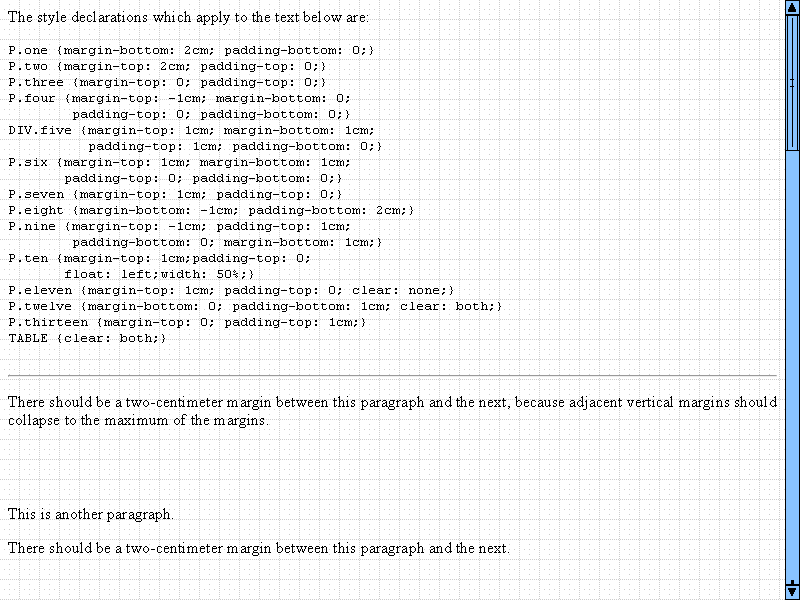 The style declarations which apply to the text below are:
P.one {margin-bottom: 2cm; padding-bottom: 0;}
P.two {margin-top: 2cm; padding-top: 0;}
P.three {margin-top: 0; padding-top: 0;}
P.four {margin-top: -1cm; margin-bottom: 0;
padding-top: 0; padding-bottom: 0;}
DIV.five {margin-top: 1cm; margin-bottom: 1cm;
padding-top: 1cm; padding-bottom: 0;}
P.six {margin-top: 1cm; margin-bottom: 1cm;
padding-top: 0; padding-bottom: 0;}
P.seven {margin-top: 1cm; padding-top: 0;}
P.eight {margin-bottom: -1cm; padding-bottom: 2cm;}
P.nine {margin-top: -1cm; padding-top: 1cm;
padding-bottom: 0; margin-bottom: 1cm;}
P.ten {margin-top: 1cm;padding-top: 0;
float: left;width: 50%;}
P.eleven {margin-top: 1cm; padding-top: 0; clear: none;}
P.twelve {margin-bottom: 0; padding-bottom: 1cm; clear: both;}
P.thirteen {margin-top: 0; padding-top: 1cm;}
TABLE {clear: both;}
There should be a two-centimeter margin between this paragraph and the next, because adjacent vertical margins should
collapse to the maximum of the margins.
This is another paragraph.
There should be a two-centimeter margin between this paragraph and the next.